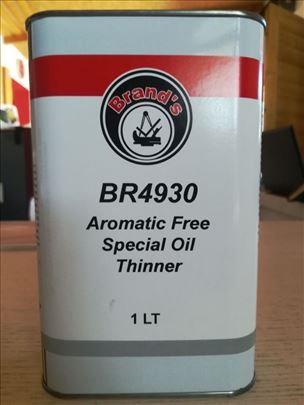 Brand's
BR4930
Aromatic Free
Special Oil
Thinner
1 LT